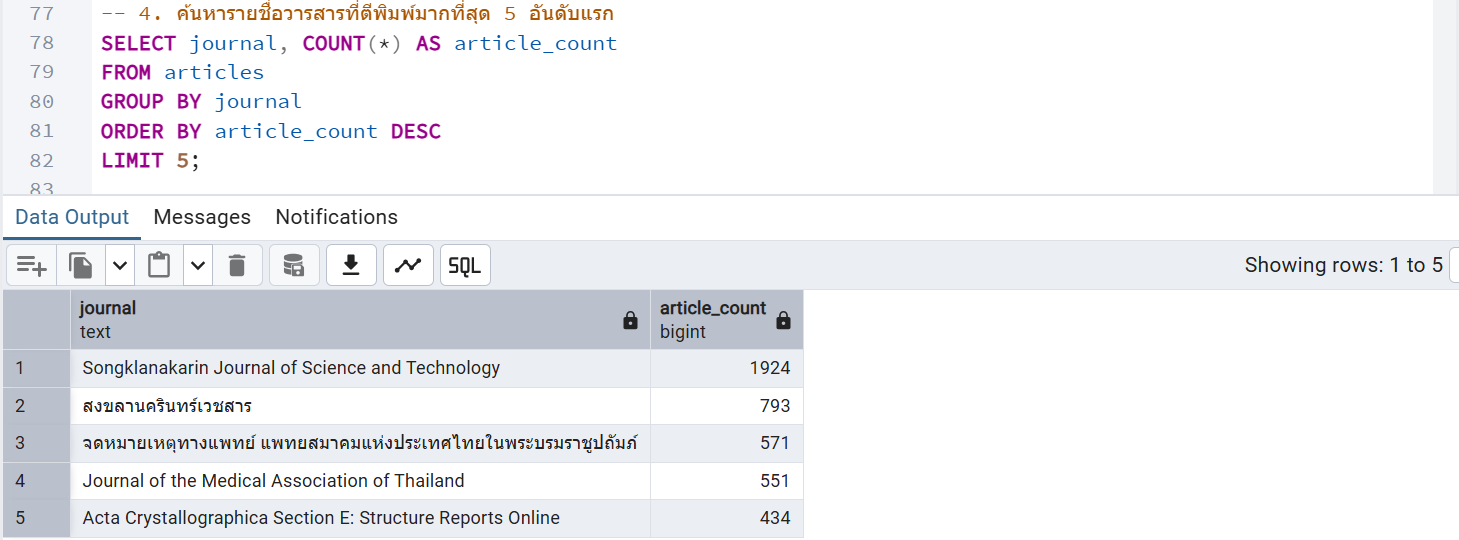 77 -- 4. ค้นหารายชื่อวารสารที่ตีพิมพ์มากที่สุด 5 อันดับแรก
78 SELECT journal, COUNT(*) AS article_count
79 FROM articles
80 GROUP BY journal
81 ORDER BY article_count DESC
82 LIMIT 5;
83
Data Output Messages Notifications
SQL Showing rows: 1 to 5
journal article_count
text bigint
1 Songklanakarin Journal of Science and Technology 1924
2 สงขลานครินทร์เวชสาร 793
3 จดหมายเหตุทางแพทย์ แพทยสมาคมแห่งประเทศไทยในพระบรมราชูปถัมภ์ 571
4 Journal of the Medical Association of Thailand 551
5 Acta Crystallographica Section E: Structure Reports Online 434